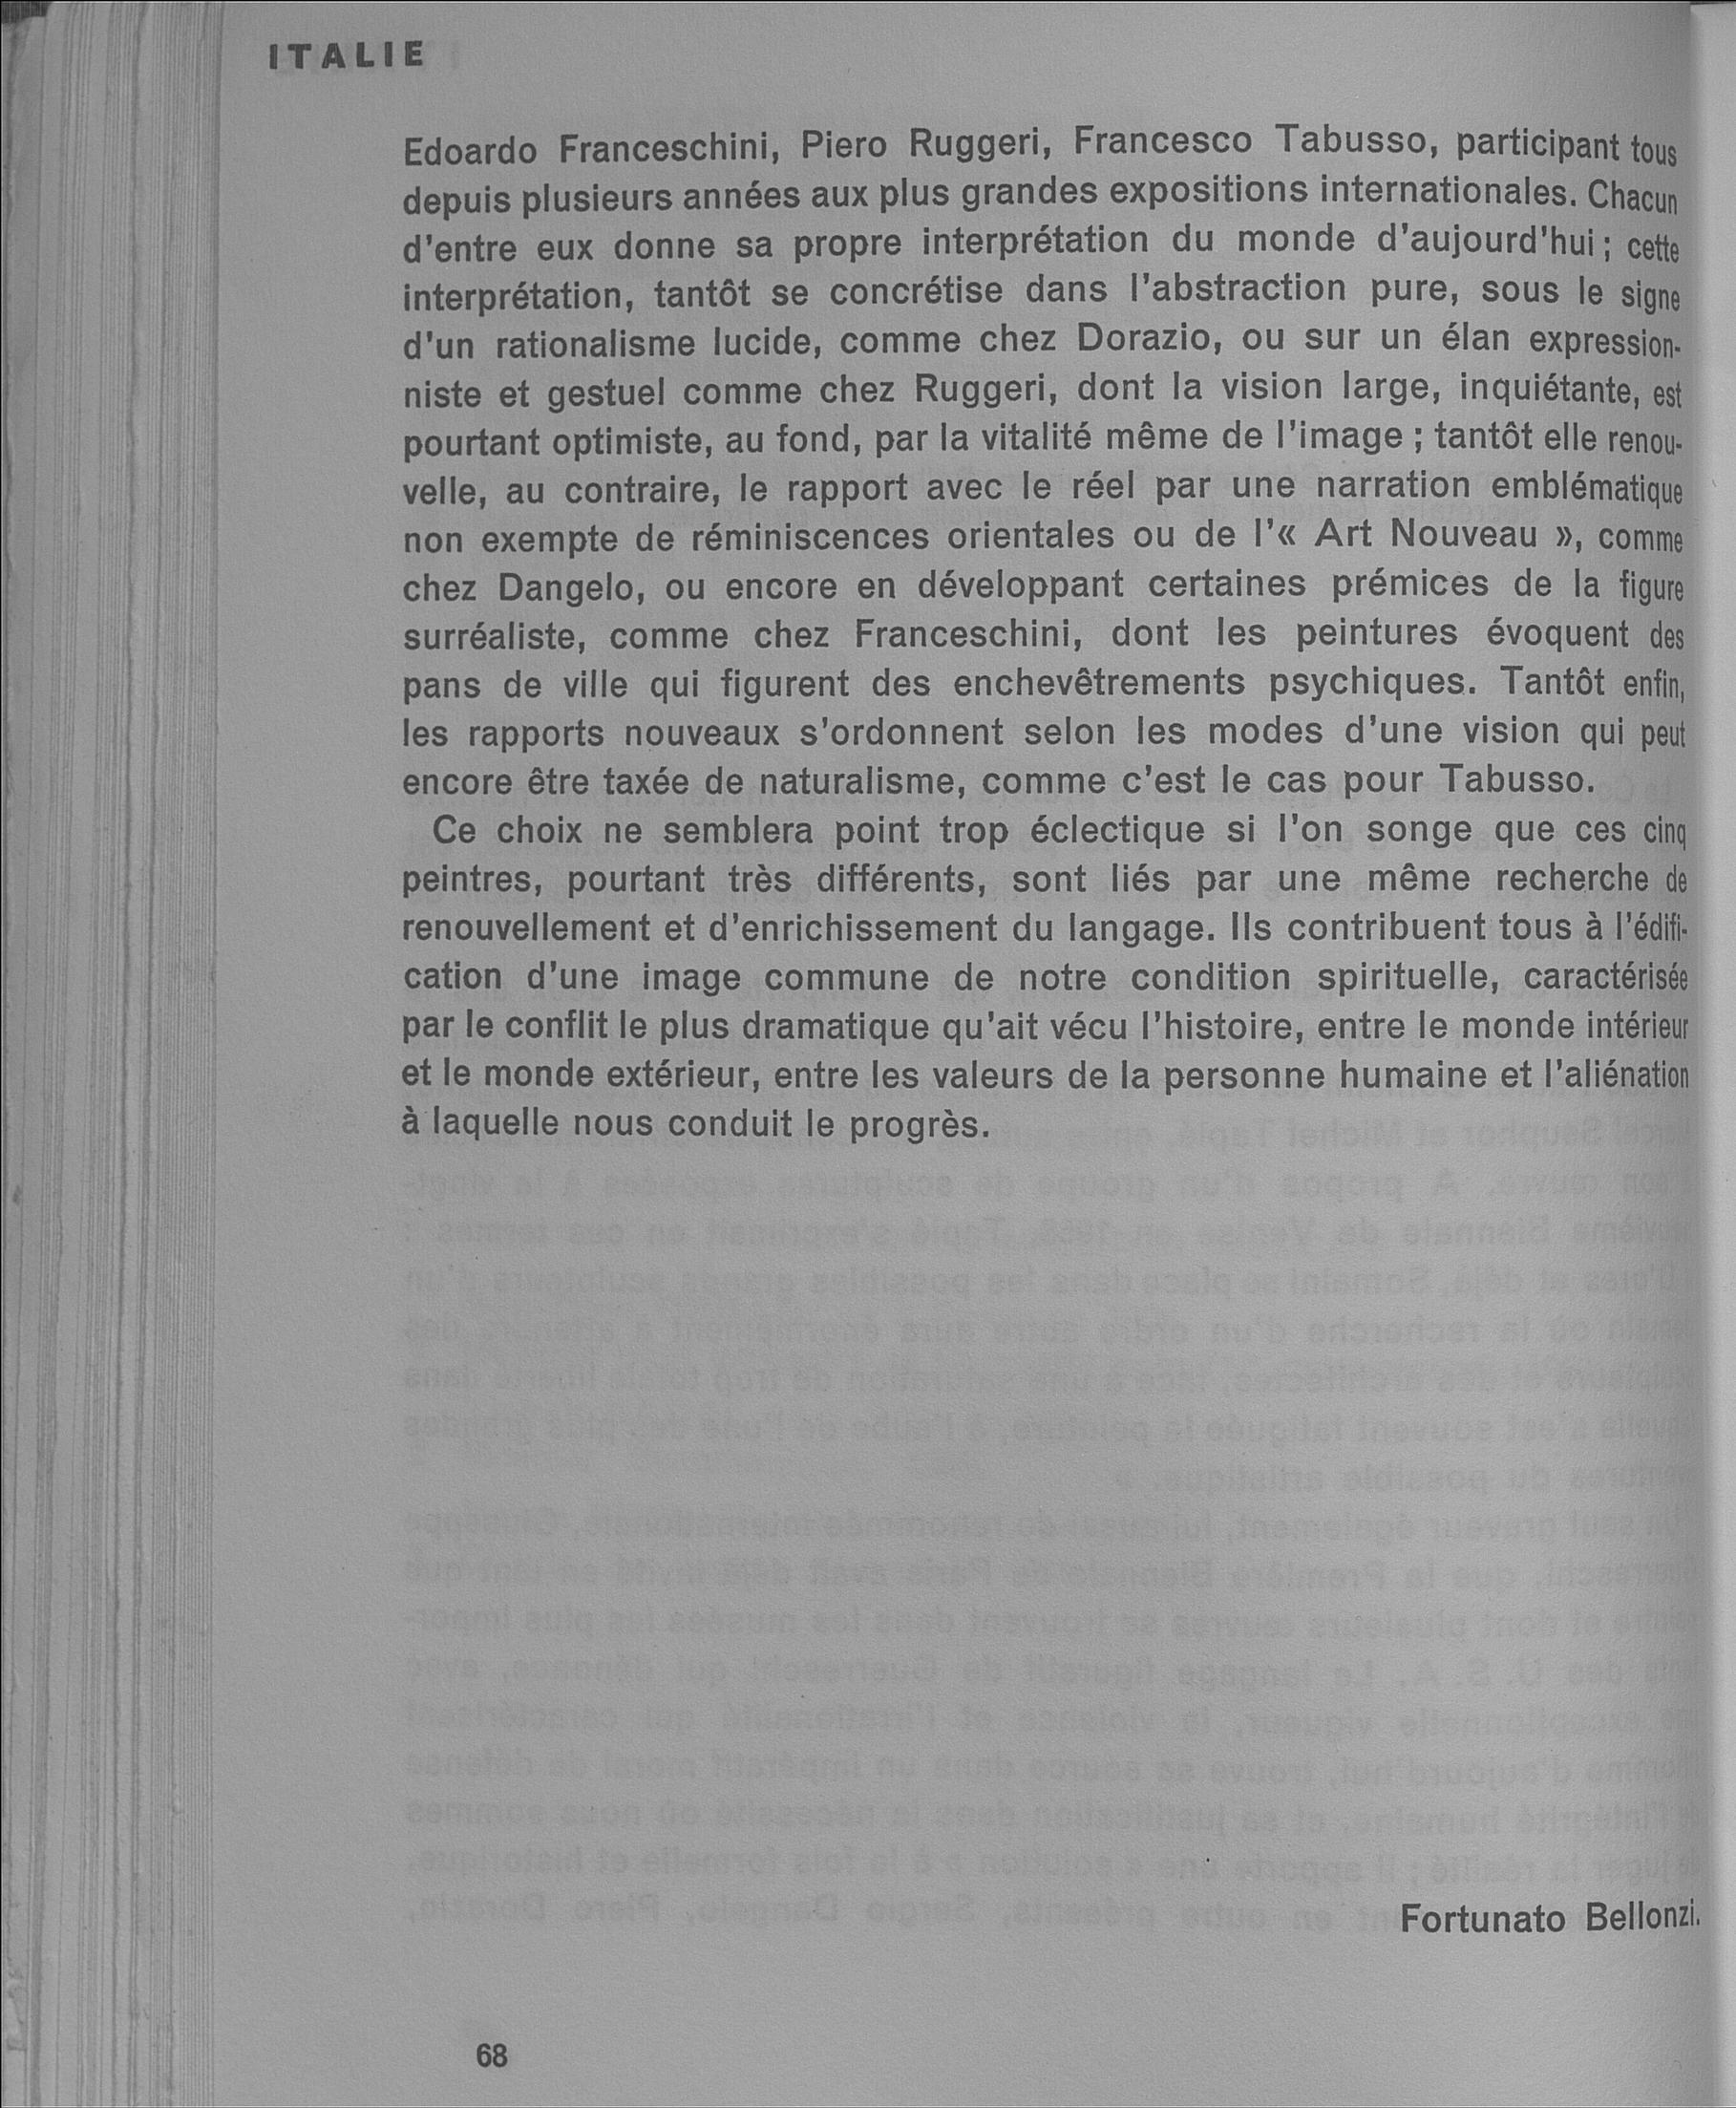 ITALIE
Edoardo Franceschini, Piero Ruggeri, Francesco Tabusso, participant tous
depuis plusieurs années aux plus grandes expositions internationales. Chacun
d'entre eux donne sa propre interprétation du monde d'aujourd'hui ; cette
interprétation, tantôt se concrétise dans l'abstraction pure, sous le signe
d'un rationalisme lucide, comme chez Dorazio, ou sur un élan expression-
niste et gestuel comme chez Ruggeri, dont la vision large, inquiétante, est
pourtant optimiste, au fond, par la vitalité même de l'image ; tantôt elle renou-
velle, au contraire, le rapport avec le réel par une narration emblématique
non exempte de réminiscences orientales ou de l'« Art Nouveau », comme
chez Dangelo, ou encore en développant certaines prémices de la figure
surréaliste, comme chez Franceschini, dont les peintures évoquent des
pans de ville qui figurent des enchevêtrements psychiques. Tantôt enfin,
les rapports nouveaux s'ordonnent selon les modes d'une vision qui peut
encore être taxée de naturalisme, comme c'est le cas pour Tabusso.
Ce choix ne semblera point trop éclectique si l'on songe que ces cinq
peintres, pourtant très différents, sont liés par une même recherche de
renouvellement et d'enrichissement du langage. Ils contribuent tous à l'édifi-
cation d'une image commune de notre condition spirituelle, caractérisée
par le conflit le plus dramatique qu'ait vécu l'histoire, entre le monde intérieur
et le monde extérieur, entre les valeurs de la personne humaine et l'aliénation
à laquelle nous conduit le progrès.
Fortunato Bellonzi.
68